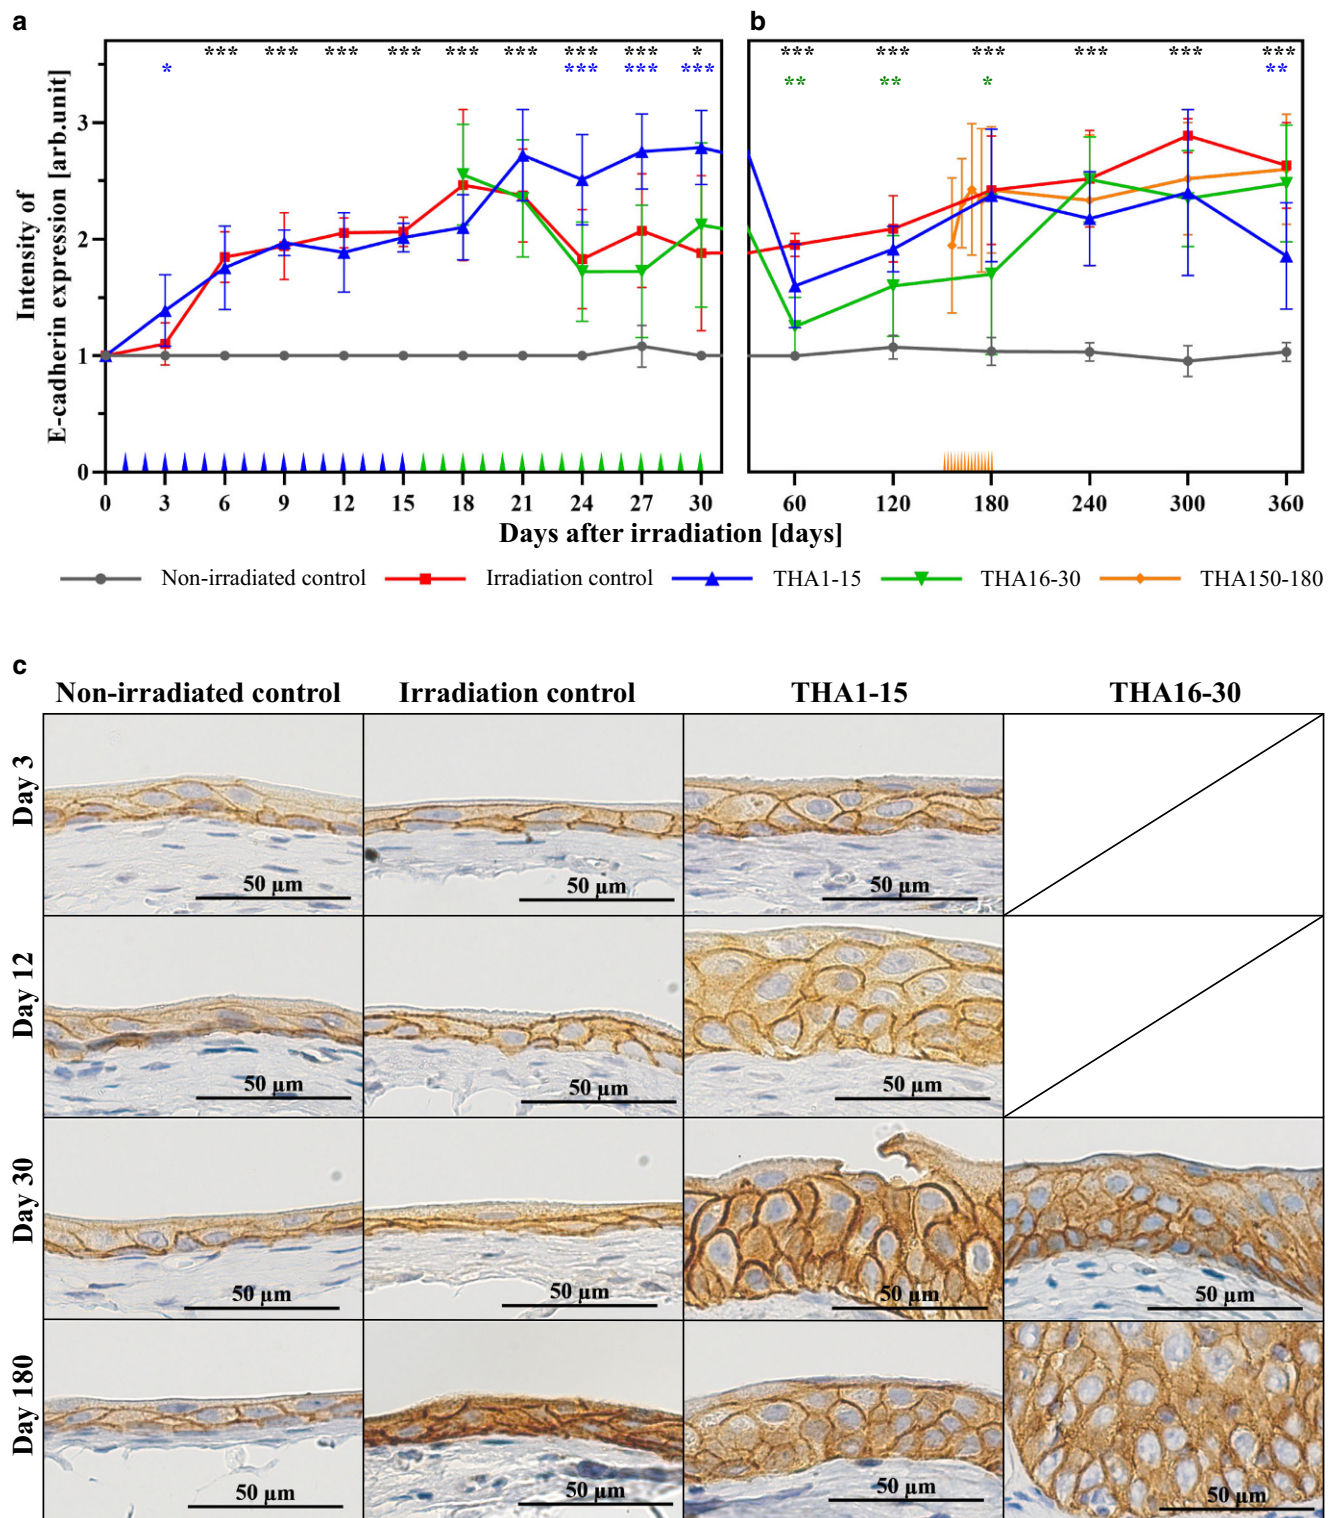 a
b
*** *** *** *** *** *** *** *** *
* *** *** ***
*** *** *** *** *** ***
** ** * **
Intensity of
E-cadherin expression [arb.unit]
3
2
1
0
0 3 6 9 12 15 18 21 24 27 30
60 120 180 240 300 360
Days after irradiation [days]
Non-irradiated control Irradiation control THA1-15 THA16-30 THA150-180
c
Non-irradiated control Irradiation control THA1-15 THA16-30
Day 3
50 µm 50 µm 50 µm
Day 12
50 µm 50 µm 50 µm
Day 30
50 µm 50 µm 50 µm 50 µm
Day 180
50 µm 50 µm 50 µm 50 µm